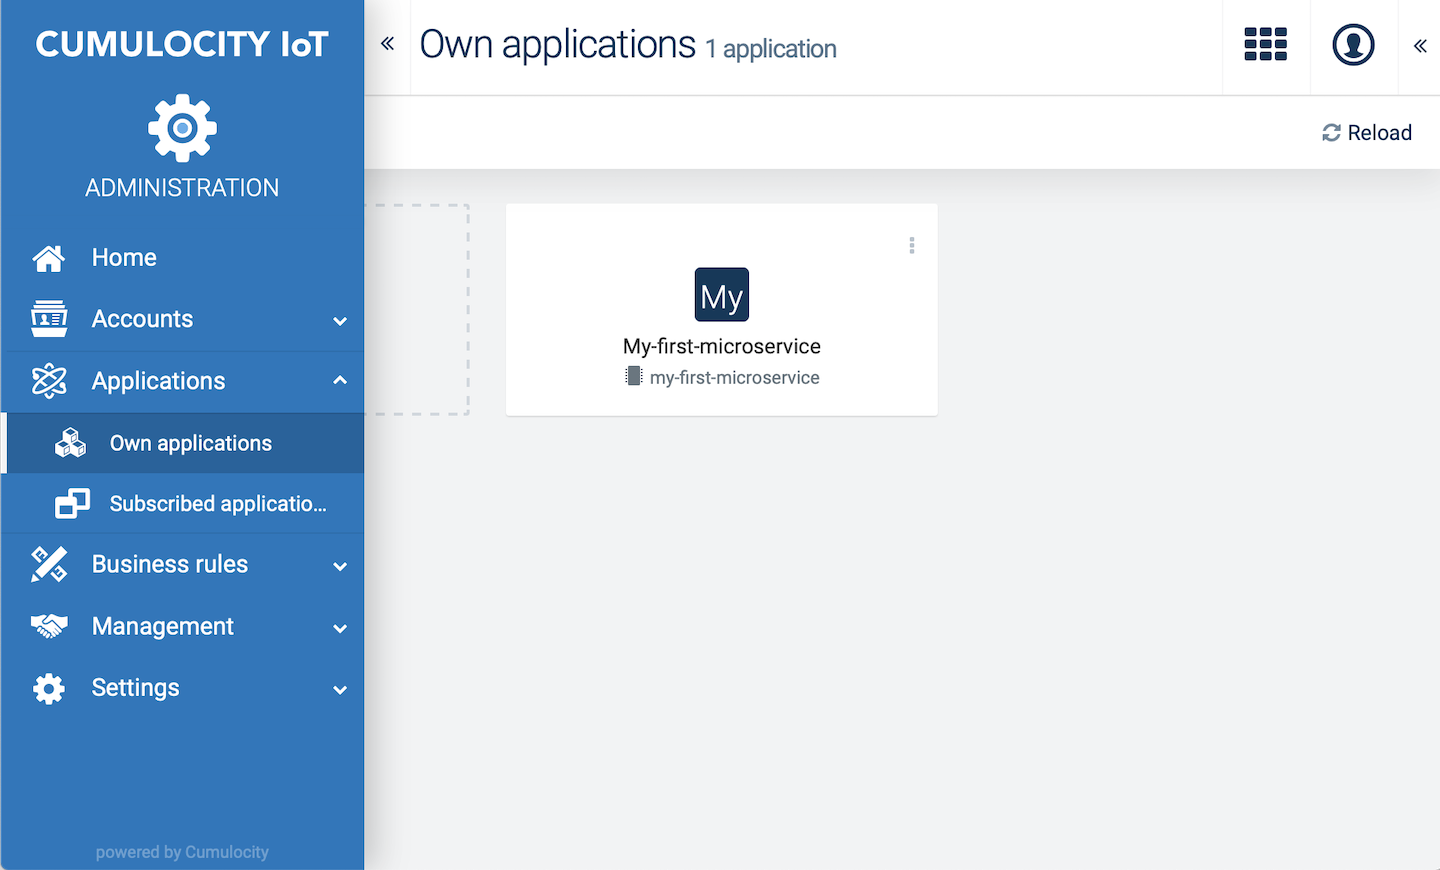 CUMULOCITY IoT
ADMINISTRATION
Home
Accounts
Applications
Own applications
Subscribed applicatio...
Business rules
Management
Settings
powered by Cumulocity
Own applications 1 application
Reload
My
My-first-microservice
my-first-microservice